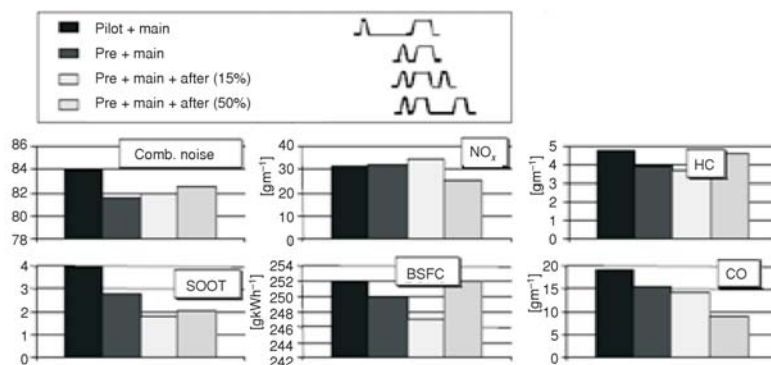 Pilot + main
Pre + main
Pre + main + after (15%)
Pre + main + after (50%)
86
84
82
80
78
Comb. noise
[gm⁻¹]
40
30
20
10
0
NOₓ
[gm⁻¹]
5
4
3
2
1
0
HC
4
3
2
1
0
SOOT
[gkWh⁻¹]
254
252
250
248
246
244
242
BSFC
[gm⁻¹]
20
15
10
5
0
CO